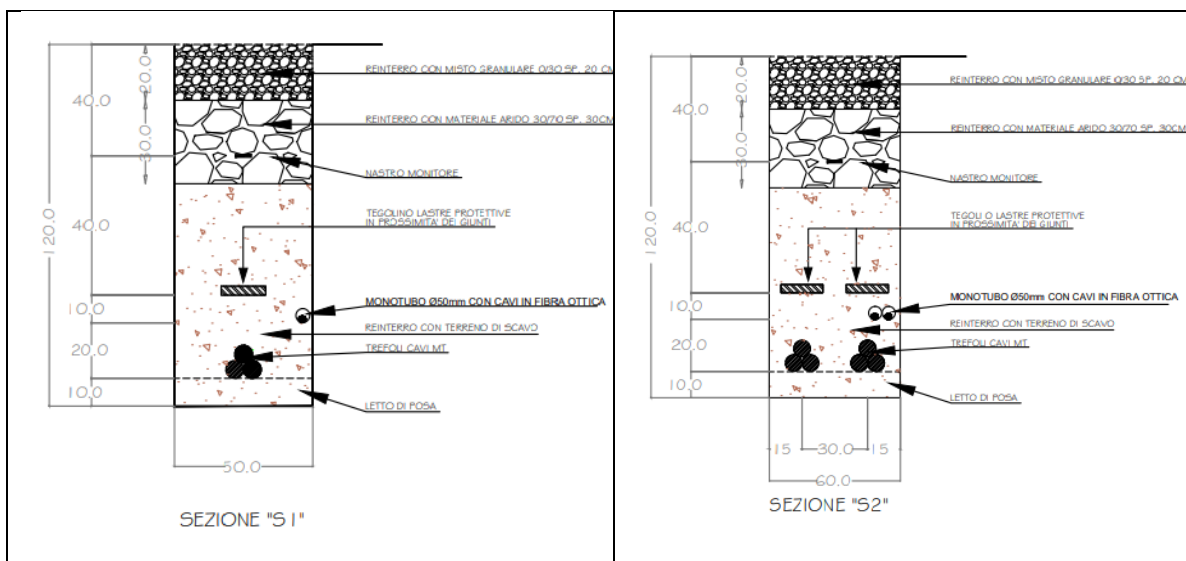 20.0
REINTERRO CON MISTO GRANULARE 0/30 SP. 20 CM
40.0
REINTERRO CON MATERIALE ARIDO 30/70 SP. 30CM
30.0
NASTRO MONITORE
120.0
40.0
TEGOLINO LASTRE PROTETTIVE
IN PROSSIMITA' DEI GIUNTI
10.0
MONOTUBO Ø50mm CON CAVI IN FIBRA OTTICA
REINTERRO CON TERRENO DI SCAVO
20.0
TREFOLI CAVI MT
10.0
LETTO DI POSA
50.0
SEZIONE "S1"
20.0
REINTERRO CON MISTO GRANULARE 0/30 SP. 20 CM
40.0
REINTERRO CON MATERIALE ARIDO 30/70 SP. 30CM
30.0
NASTRO MONITORE
120.0
40.0
TEGOLI O LASTRE PROTETTIVE
IN PROSSIMITA' DEI GIUNTI
10.0
MONOTUBO Ø50mm CON CAVI IN FIBRA OTTICA
REINTERRO CON TERRENO DI SCAVO
20.0
TREFOLI CAVI MT
10.0
LETTO DI POSA
15 30.0 15
60.0
SEZIONE "S2"